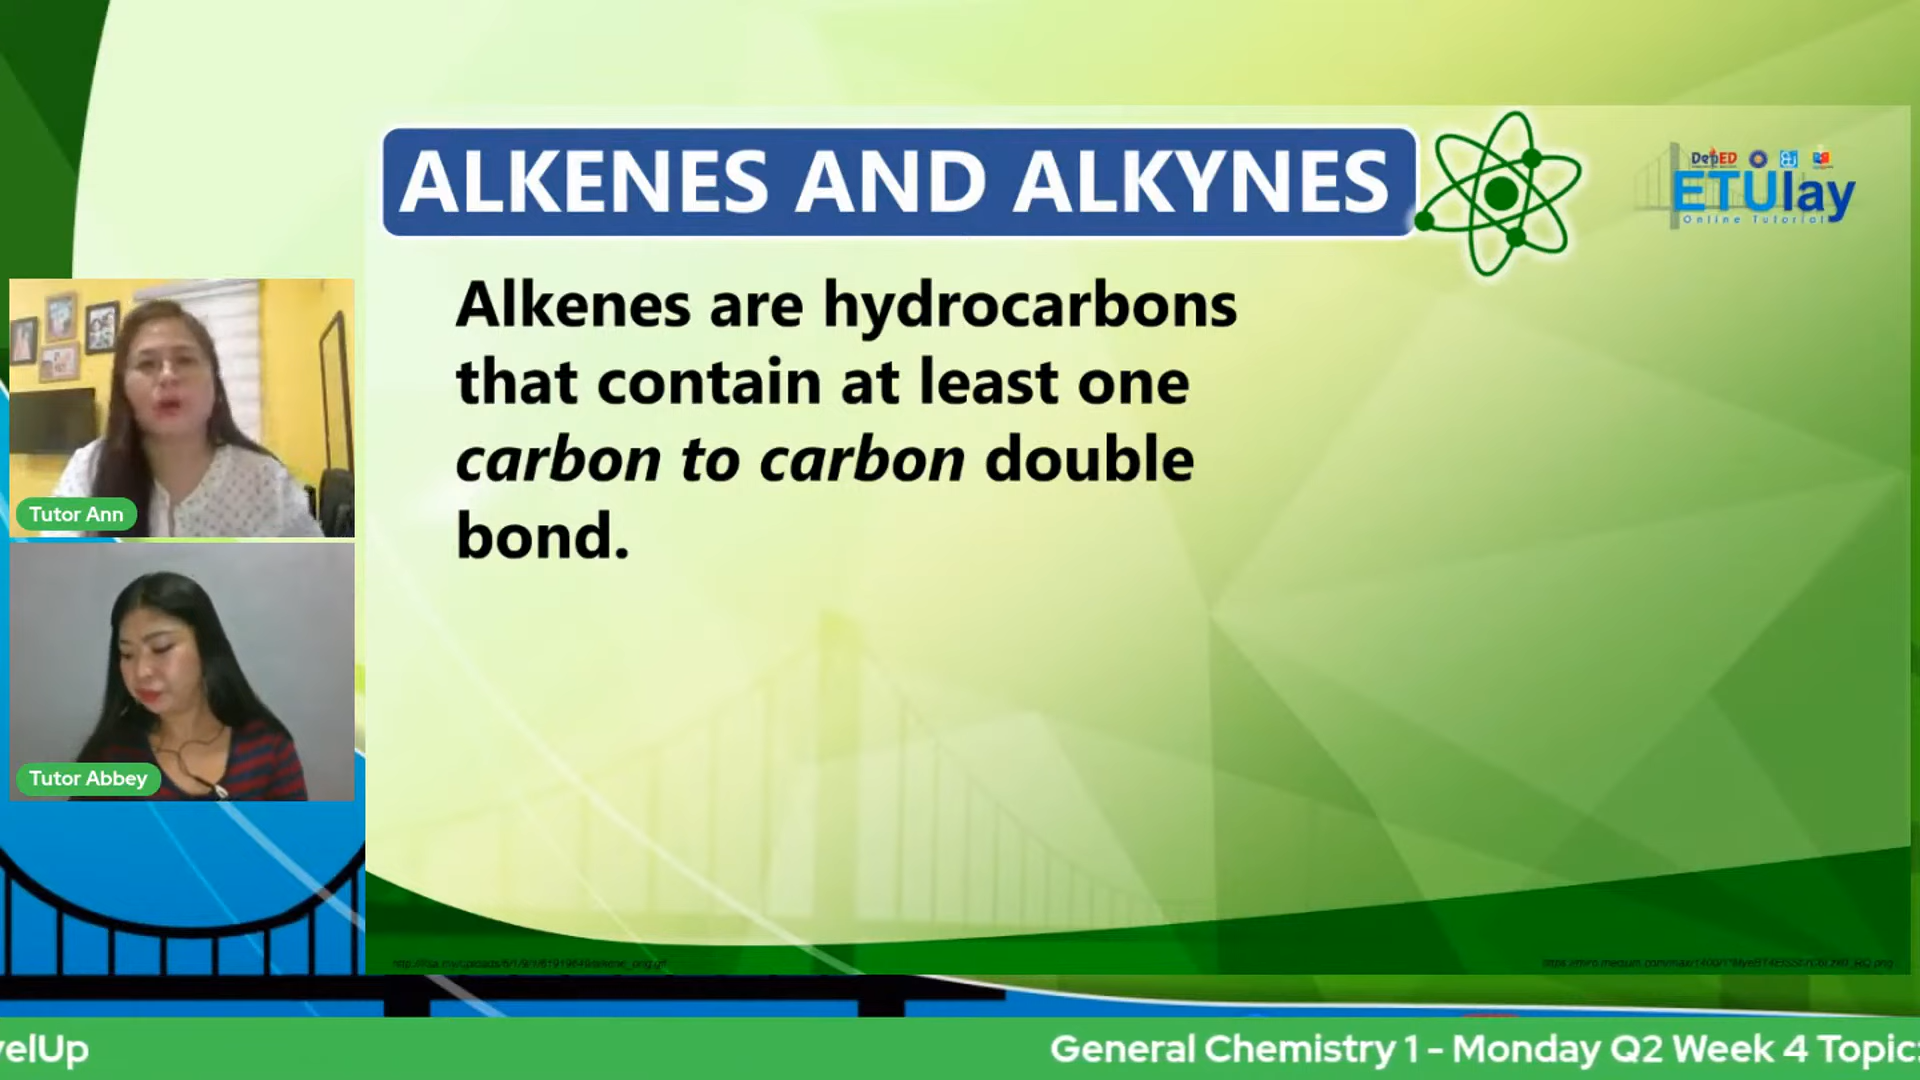 ALKENES AND ALKYNES
DepED
ETUlay
Online Tutorial
Alkenes are hydrocarbons
that contain at least one
carbon to carbon double
bond.
Tutor Ann
Tutor Abbey
velUp
General Chemistry 1 - Monday Q2 Week 4 Topic: